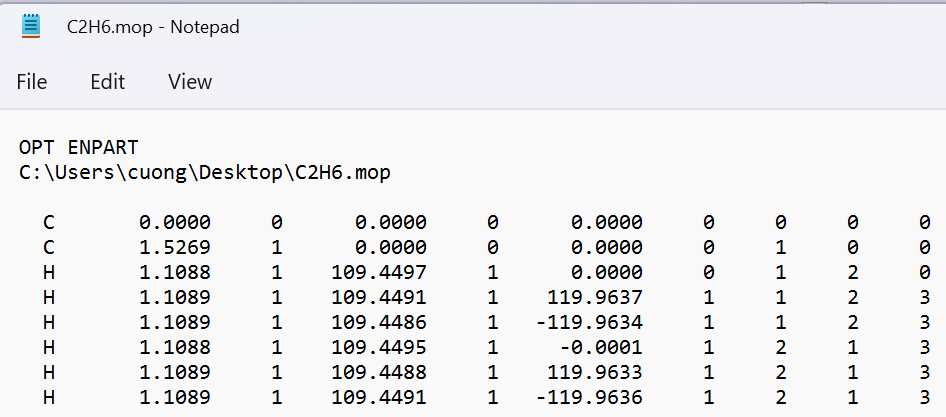 C2H6.mop - Notepad
File Edit View
OPT ENPART
C:\Users\cuong\Desktop\C2H6.mop
C 0.0000 0 0.0000 0 0.0000 0 0 0 0
C 1.5269 1 0.0000 0 0.0000 0 1 0 0
H 1.1088 1 109.4497 1 0.0000 0 1 2 0
H 1.1089 1 109.4491 1 119.9637 1 1 2 3
H 1.1089 1 109.4486 1 -119.9634 1 1 2 3
H 1.1088 1 109.4495 1 -0.0001 1 2 1 3
H 1.1089 1 109.4488 1 119.9633 1 2 1 3
H 1.1089 1 109.4491 1 -119.9636 1 2 1 3